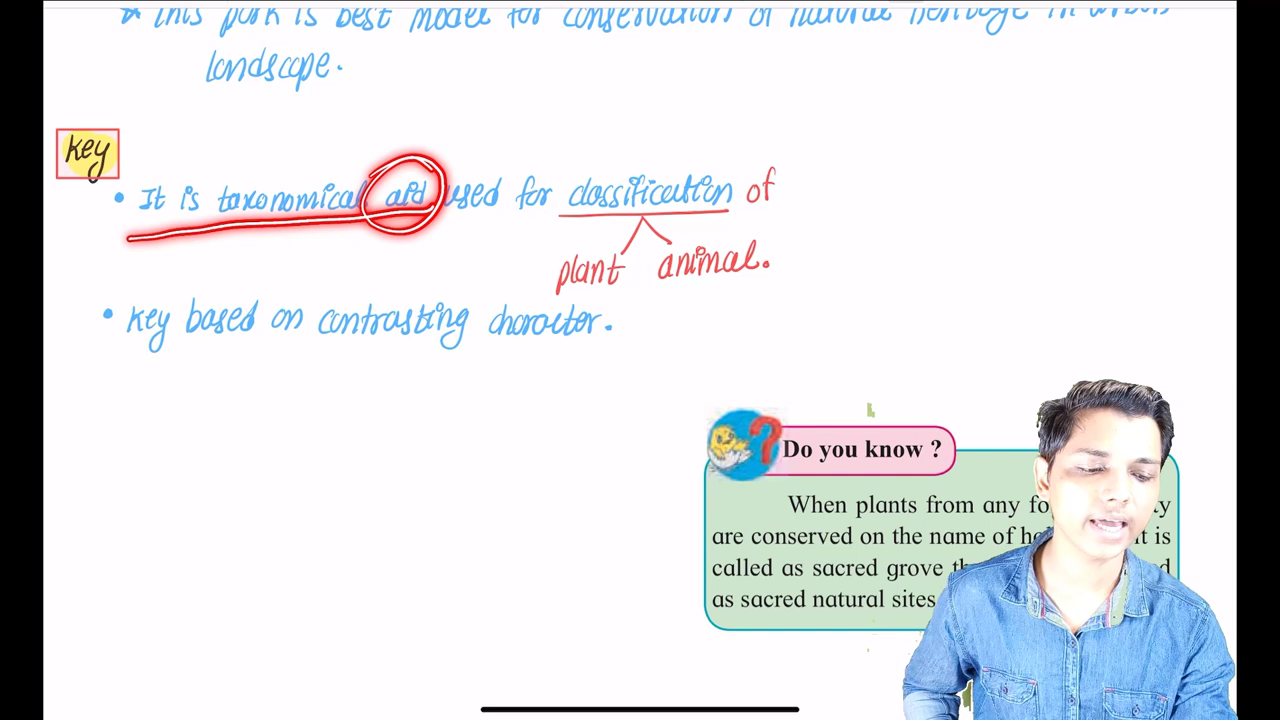 * This park is best model for conservation of natural heritage in urban
landscape.
key
• It is taxonomical aid used for classification of
plant animal.
• key based on contrasting character.
Do you know ?
When plants from any
are conserved on the name of
called as sacred grove
as sacred natural sites